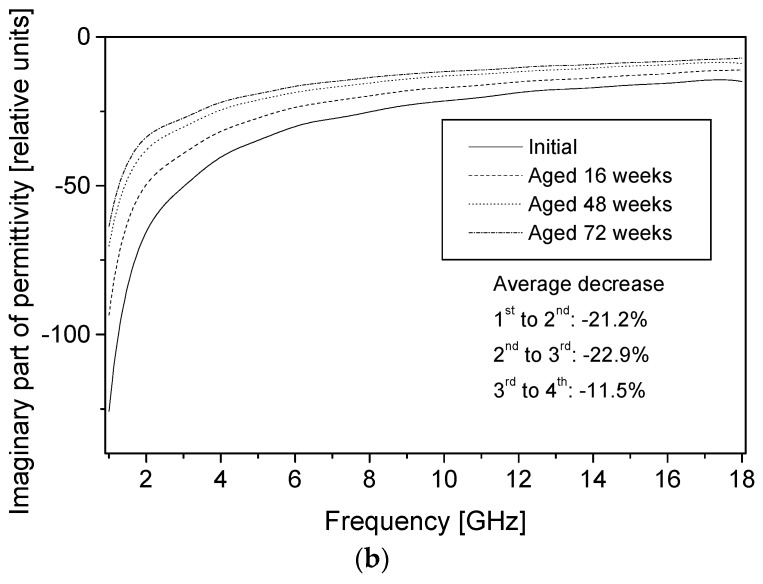 Imaginary part of permittivity [relative units]
0
-50
-100
Initial
Aged 16 weeks
Aged 48 weeks
Aged 72 weeks
Average decrease
1st to 2nd: -21.2%
2nd to 3rd: -22.9%
3rd to 4th: -11.5%
2 4 6 8 10 12 14 16 18
Frequency [GHz]
(b)